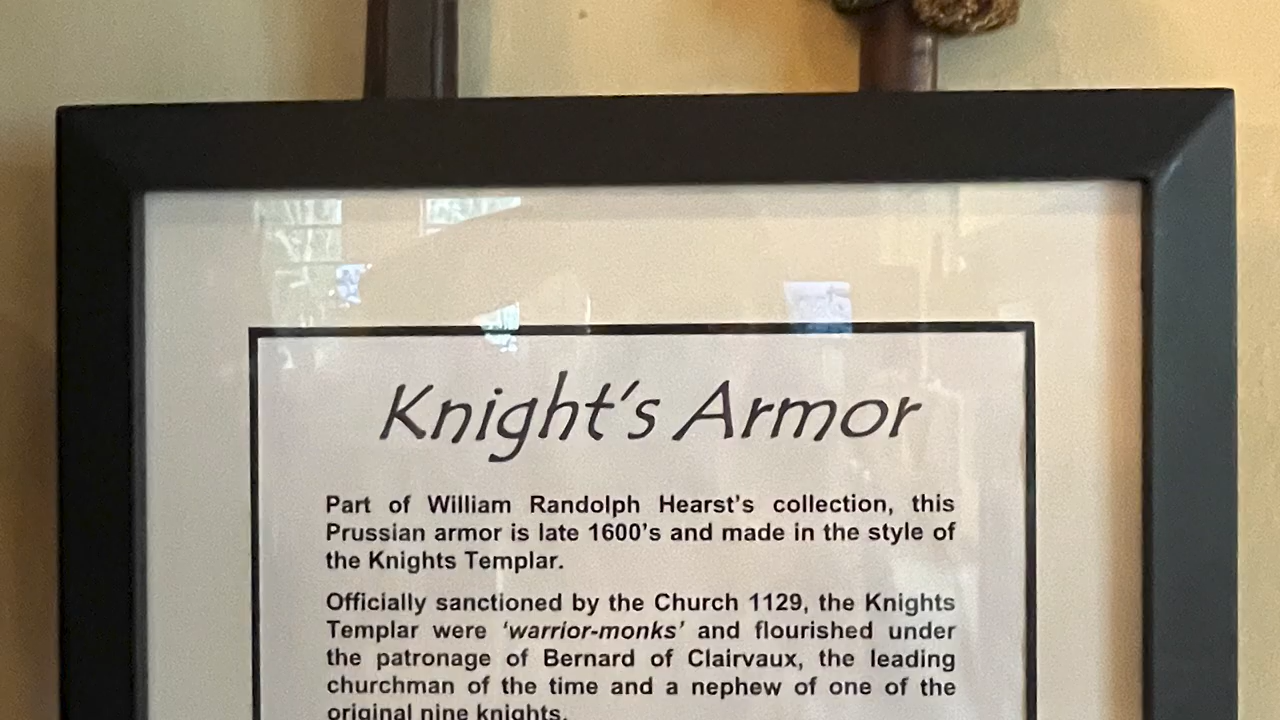 Knight's Armor
Part of William Randolph Hearst's collection, this
Prussian armor is late 1600's and made in the style of
the Knights Templar.
Officially sanctioned by the Church 1129, the Knights
Templar were 'warrior-monks' and flourished under
the patronage of Bernard of Clairvaux, the leading
churchman of the time and a nephew of one of the
original nine knights.